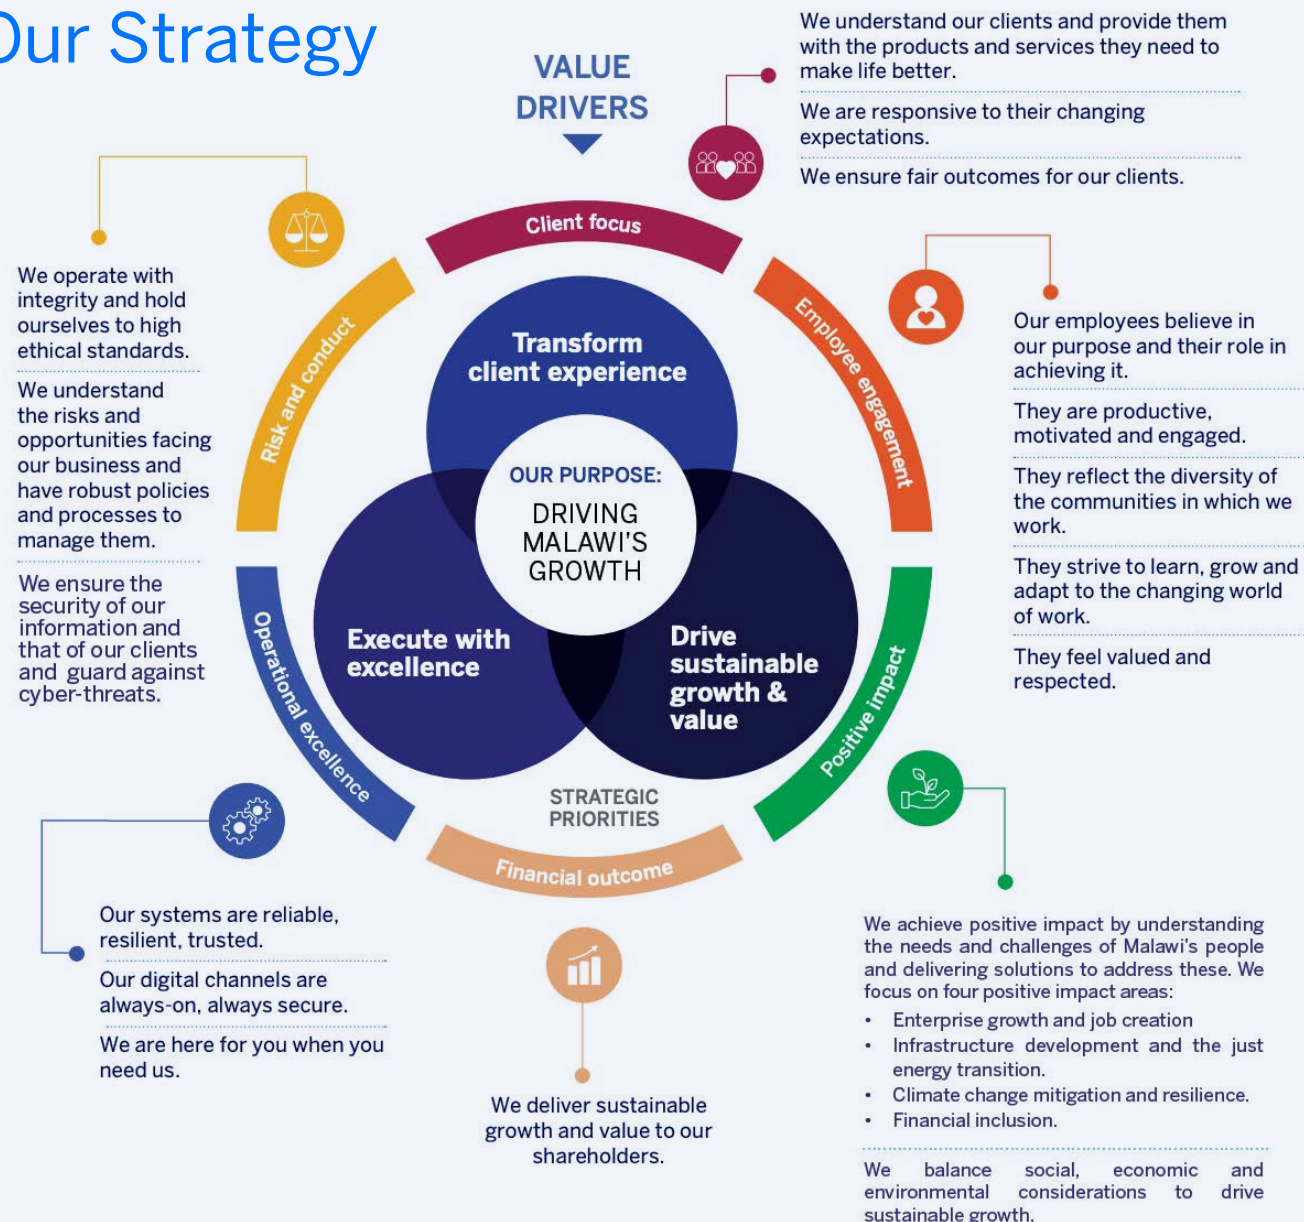 Our Strategy
VALUE
DRIVERS
We understand our clients and provide them
with the products and services they need to
make life better.
We are responsive to their changing
expectations.
We ensure fair outcomes for our clients.
Client focus
Risk and conduct
Employee engagement
Operational excellence
Positive impact
Financial outcome
Transform
client experience
OUR PURPOSE:
DRIVING
MALAWI'S
GROWTH
Execute with
excellence
Drive
sustainable
growth &
value
STRATEGIC
PRIORITIES
We operate with
integrity and hold
ourselves to high
ethical standards.
We understand
the risks and
opportunities facing
our business and
have robust policies
and processes to
manage them.
We ensure the
security of our
information and
that of our clients
and guard against
cyber-threats.
Our employees believe in
our purpose and their role in
achieving it.
They are productive,
motivated and engaged.
They reflect the diversity of
the communities in which we
work.
They strive to learn, grow and
adapt to the changing world
of work.
They feel valued and
respected.
Our systems are reliable,
resilient, trusted.
Our digital channels are
always-on, always secure.
We are here for you when you
need us.
We deliver sustainable
growth and value to our
shareholders.
We achieve positive impact by understanding
the needs and challenges of Malawi's people
and delivering solutions to address these. We
focus on four positive impact areas:
• Enterprise growth and job creation
• Infrastructure development and the just
energy transition.
• Climate change mitigation and resilience.
• Financial inclusion.
We balance social, economic and
environmental considerations to drive
sustainable growth.